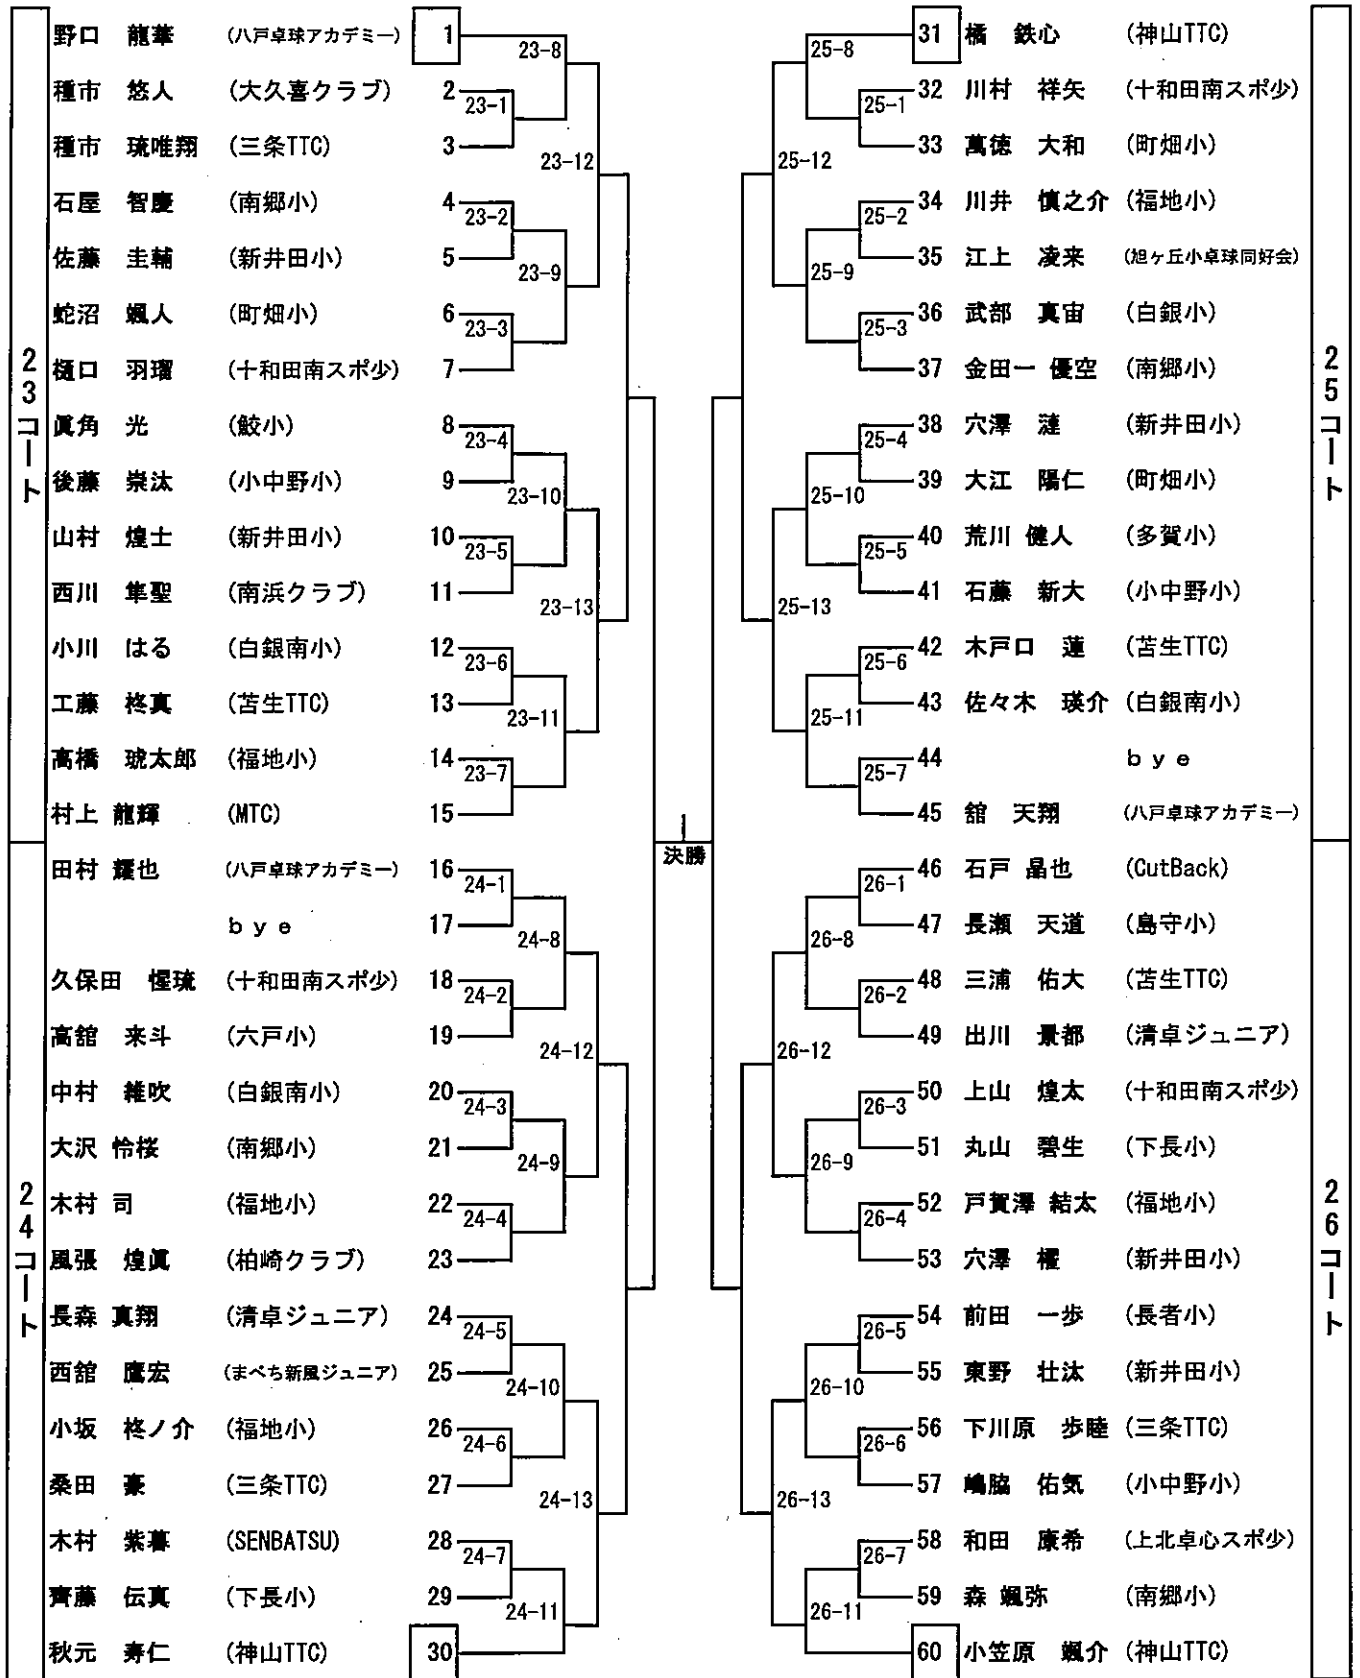 23コート
野口 龍華 (八戸卓球アカデミー) 1
種市 悠人 (大久喜クラブ) 2
種市 琉唯翔 (三条TTC) 3
石屋 智慶 (南郷小) 4
佐藤 圭輔 (新井田小) 5
蛇沼 颯人 (町畑小) 6
樋口 羽瑠 (十和田南スポ少) 7
眞角 光 (鮫小) 8
後藤 崇汰 (小中野小) 9
山村 煌士 (新井田小) 10
西川 隼聖 (南浜クラブ) 11
小川 はる (白銀南小) 12
工藤 柊真 (苫生TTC) 13
高橋 琥太郎 (福地小) 14
村上 龍輝 (MTC) 15
23-8
23-1
23-12
23-2
23-9
23-3
23-4
23-10
23-5
23-13
23-6
23-11
23-7
24コート
田村 耀也 (八戸卓球アカデミー) 16
bye 17
久保田 惺琉 (十和田南スポ少) 18
高舘 来斗 (六戸小) 19
中村 維吹 (白銀南小) 20
大沢 怜桜 (南郷小) 21
木村 司 (福地小) 22
風張 煌眞 (柏崎クラブ) 23
長森 真翔 (清卓ジュニア) 24
西舘 鷹宏 (まべち新風ジュニア) 25
小坂 柊ノ介 (福地小) 26
桑田 豪 (三条TTC) 27
木村 紫暮 (SENBATSU) 28
齊藤 伝真 (下長小) 29
秋元 寿仁 (神山TTC) 30
24-1
24-8
24-2
24-12
24-3
24-9
24-4
24-5
24-10
24-6
24-13
24-7
24-11
決勝
25コート
31 橘 鉄心 (神山TTC)
32 川村 祥矢 (十和田南スポ少)
33 萬徳 大和 (町畑小)
34 川井 慎之介 (福地小)
35 江上 凌来 (旭ヶ丘小卓球同好会)
36 武部 真宙 (白銀小)
37 金田一 優空 (南郷小)
38 穴澤 漣 (新井田小)
39 大江 陽仁 (町畑小)
40 荒川 健人 (多賀小)
41 石藤 新大 (小中野小)
42 木戸口 蓮 (苫生TTC)
43 佐々木 瑛介 (白銀南小)
44 bye
45 舘 天翔 (八戸卓球アカデミー)
25-8
25-1
25-12
25-2
25-9
25-3
25-4
25-10
25-5
25-13
25-6
25-11
25-7
26コート
46 石戸 晶也 (CutBack)
47 長瀬 天道 (島守小)
48 三浦 佑大 (苫生TTC)
49 出川 景都 (清卓ジュニア)
50 上山 煌太 (十和田南スポ少)
51 丸山 碧生 (下長小)
52 戸賀澤 結太 (福地小)
53 穴澤 櫂 (新井田小)
54 前田 一歩 (長者小)
55 東野 壮汰 (新井田小)
56 下川原 歩睦 (三条TTC)
57 嶋脇 佑気 (小中野小)
58 和田 康希 (上北卓心スポ少)
59 森 颯弥 (南郷小)
60 小笠原 颯介 (神山TTC)
26-1
26-8
26-2
26-12
26-3
26-9
26-4
26-5
26-10
26-6
26-13
26-7
26-11